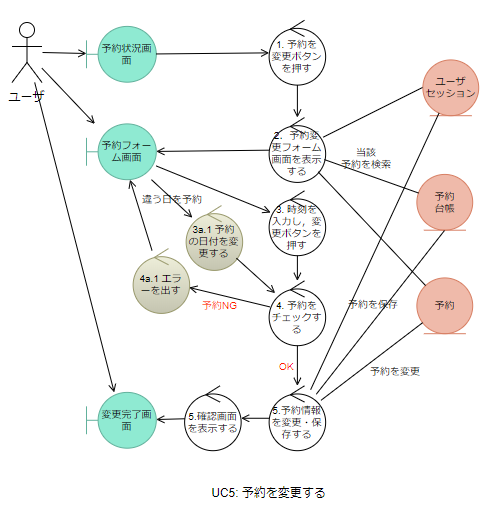 予約状況画
面
1. 予約を
変更ボタン
を押す
ユーザ
セッション
ユーザ
予約フォー
ム画面
2. 予約変
更フォーム
画面を表示
する
当該
予約を検索
違う日を予約
3. 時刻を
入力し，変
更ボタンを
押す
予約
台帳
3a.1 予約
の日付を変
更する
4a.1 エラ
ーを出す
予約NG
4. 予約を
チェックす
る
予約を保存
予約
OK
予約を変更
変更完了画
面
5.確認画面
を表示する
5.予約情報
を変更・保
存する
UC5: 予約を変更する